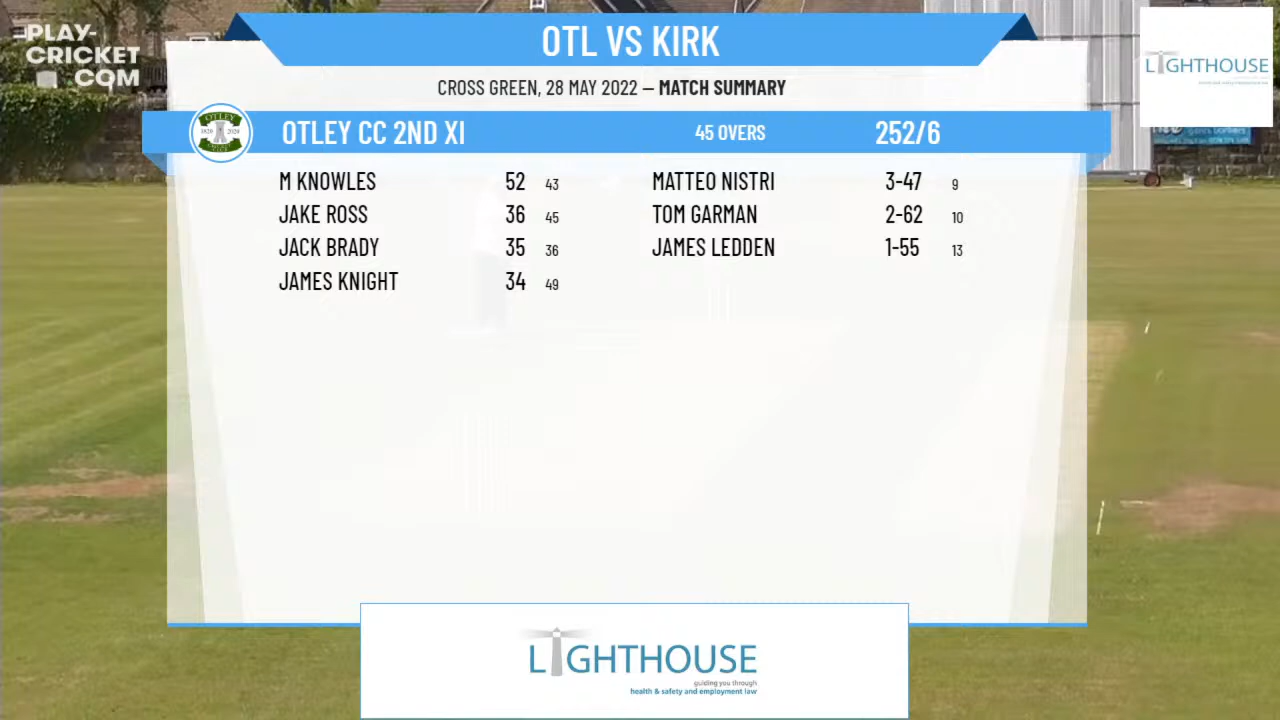 PLAY-
CRICKET
.COM
OTL VS KIRK
LIGHTHOUSE
CROSS GREEN, 28 MAY 2022 – MATCH SUMMARY
OTLEY
OTLEY CC 2ND XI 45 OVERS 252/6
M KNOWLES 52 43 MATTEO NISTRI 3-47 9
JAKE ROSS 36 45 TOM GARMAN 2-62 10
JACK BRADY 35 36 JAMES LEDDEN 1-55 13
JAMES KNIGHT 34 49
LIGHTHOUSE
guiding you through
health & safety and employment law